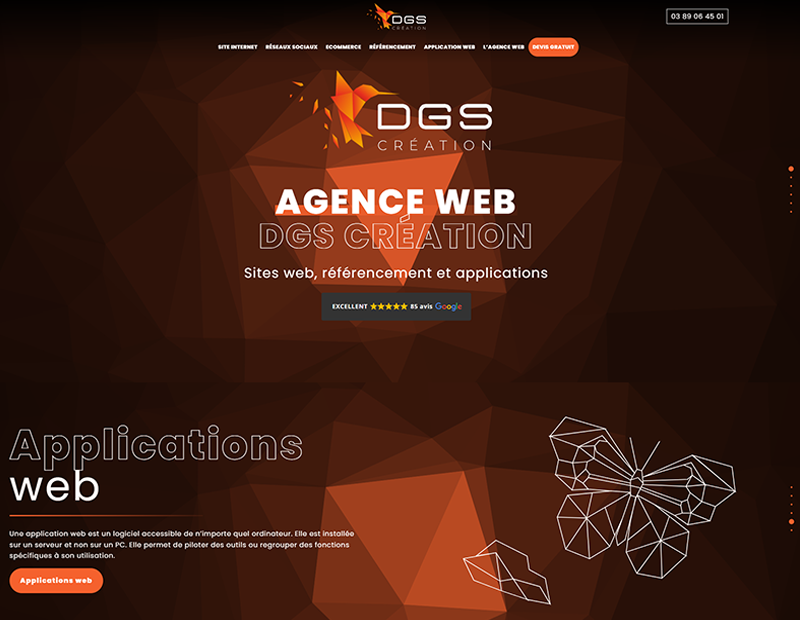 DGS
CRÉATION
03 89 06 45 01
SITE INTERNET RÉSEAUX SOCIAUX ECOMMERCE RÉFÉRENCEMENT APPLICATION WEB L'AGENCE WEB DEVIS GRATUIT
DGS
CRÉATION
AGENCE WEB
DGS CRÉATION
Sites web, référencement et applications
EXCELLENT 85 avis Google
Applications
web
Une application web est un logiciel accessible de n'importe quel ordinateur. Elle est installée
sur un serveur et non sur un PC. Elle permet de piloter des outils ou regrouper des fonctions
spécifiques à son utilisation.
Applications web